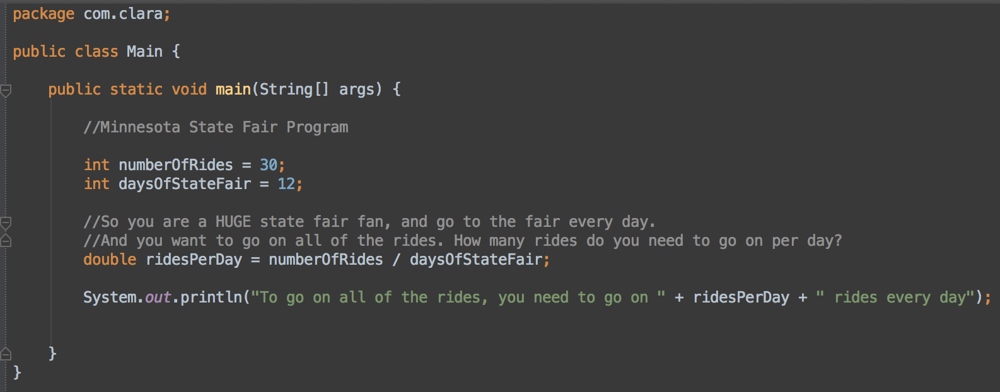 package com.clara;
public class Main {
public static void main(String[] args) {
//Minnesota State Fair Program
int numberOfRides = 30;
int daysOfStateFair = 12;
//So you are a HUGE state fair fan, and go to the fair every day.
//And you want to go on all of the rides. How many rides do you need to go on per day?
double ridesPerDay = numberOfRides / daysOfStateFair;
System.out.println("To go on all of the rides, you need to go on " + ridesPerDay + " rides every day");
}
}